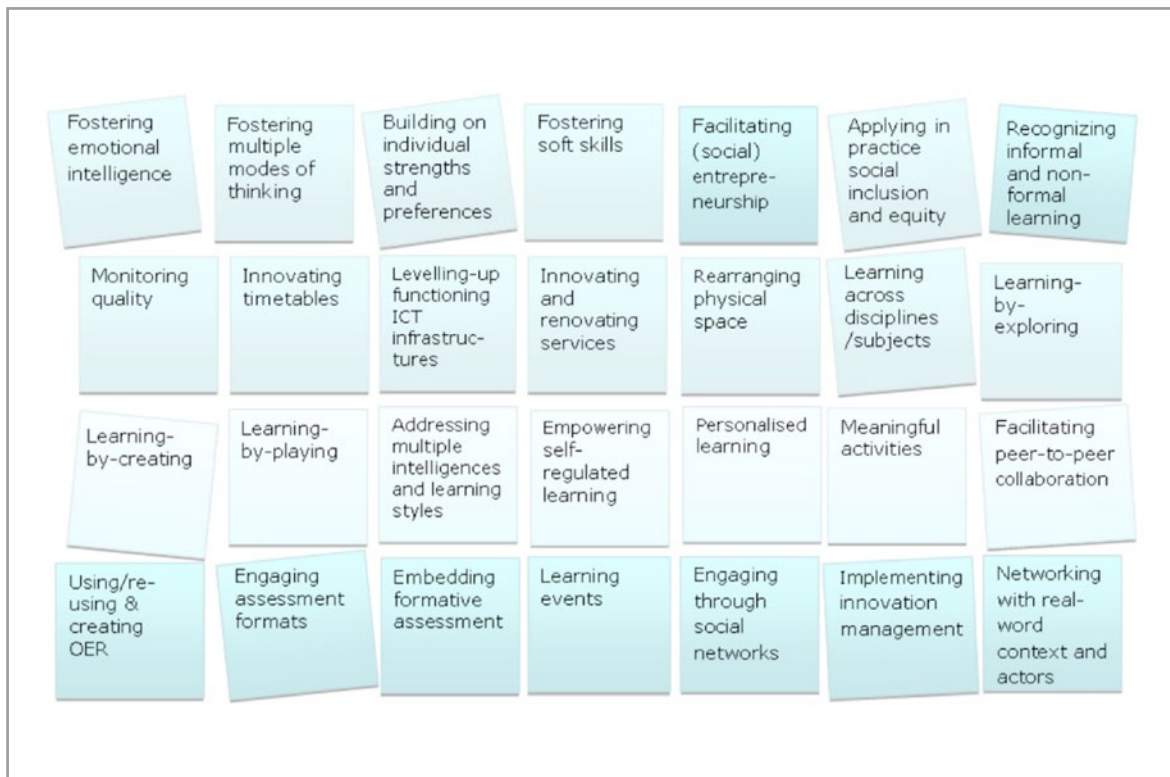 Fostering
emotional
intelligence
Fostering
multiple
modes of
thinking
Building on
individual
strengths
and
preferences
Fostering
soft skills
Facilitating
(social)
entrepre-
neurship
Applying in
practice
social
inclusion
and equity
Recognizing
informal
and non-
formal
learning
Monitoring
quality
Innovating
timetables
Levelling-up
functioning
ICT
infrastruc-
tures
Innovating
and
renovating
services
Rearranging
physical
space
Learning
across
disciplines
/subjects
Learning-
by-
exploring
Learning-
by-creating
Learning-
by-playing
Addressing
multiple
intelligences
and learning
styles
Empowering
self-
regulated
learning
Personalised
learning
Meaningful
activities
Facilitating
peer-to-peer
collaboration
Using/re-
using &
creating
OER
Engaging
assessment
formats
Embedding
formative
assessment
Learning
events
Engaging
through
social
networks
Implementing
innovation
management
Networking
with real-
word
context and
actors